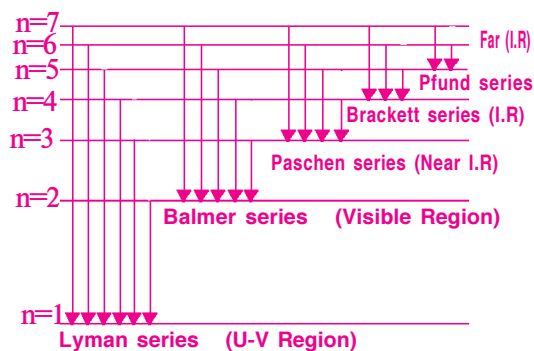 n=7
n=6 Far (I.R)
n=5
Pfund series
n=4
Brackett series (I.R)
n=3
Paschen series (Near I.R)
n=2
Balmer series (Visible Region)
n=1
Lyman series (U-V Region)